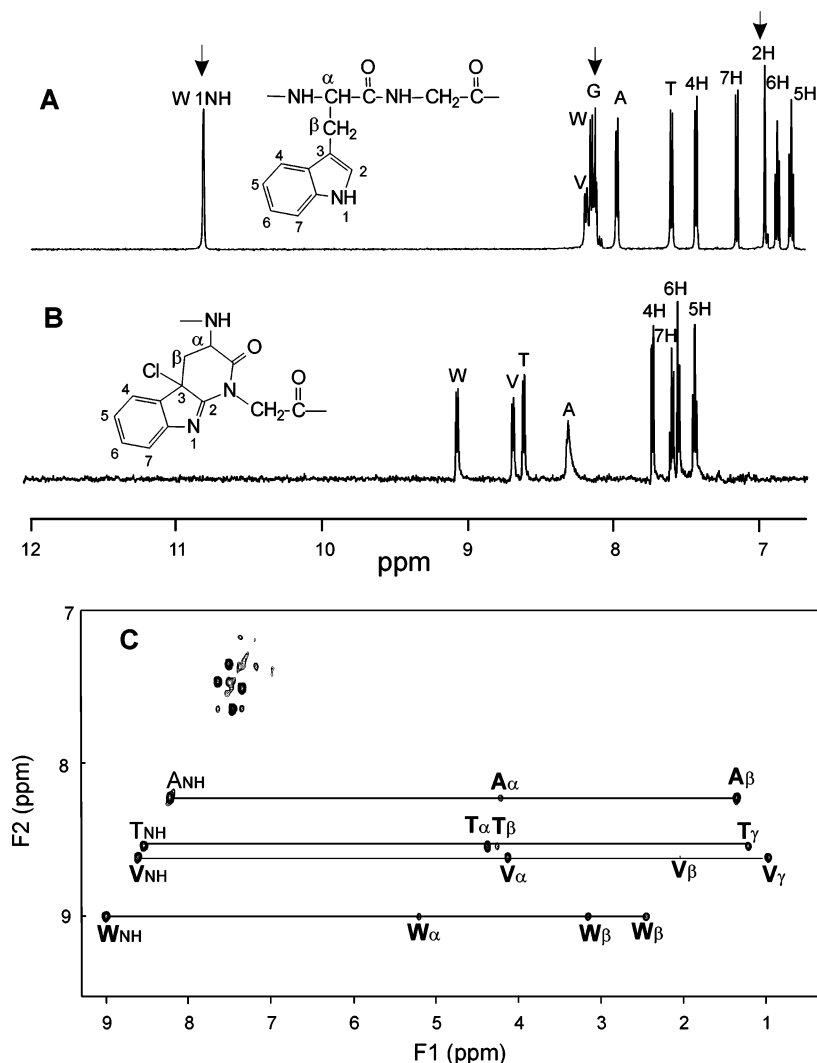 A
W 1NH
α
O
O
–NH–CH–C–NH–CH₂–C–
β CH₂
3
4
2
5
NH
6
7
1
V
W
G
A
T
4H
7H
2H
6H
5H
B
–NH
α
β
O
Cl
N
O
CH₂–C–
4
3
5
2
N
1
6
7
W
V
T
A
4H
7H
6H
5H
12 11 10 9 8 7
ppm
C
7
8
9
F2 (ppm)
ANH
Aα
Aβ
TNH
Tα Tβ
Tγ
VNH
Vα
Vβ
Vγ
WNH
Wα
Wβ
Wβ
9 8 7 6 5 4 3 2 1
F1 (ppm)